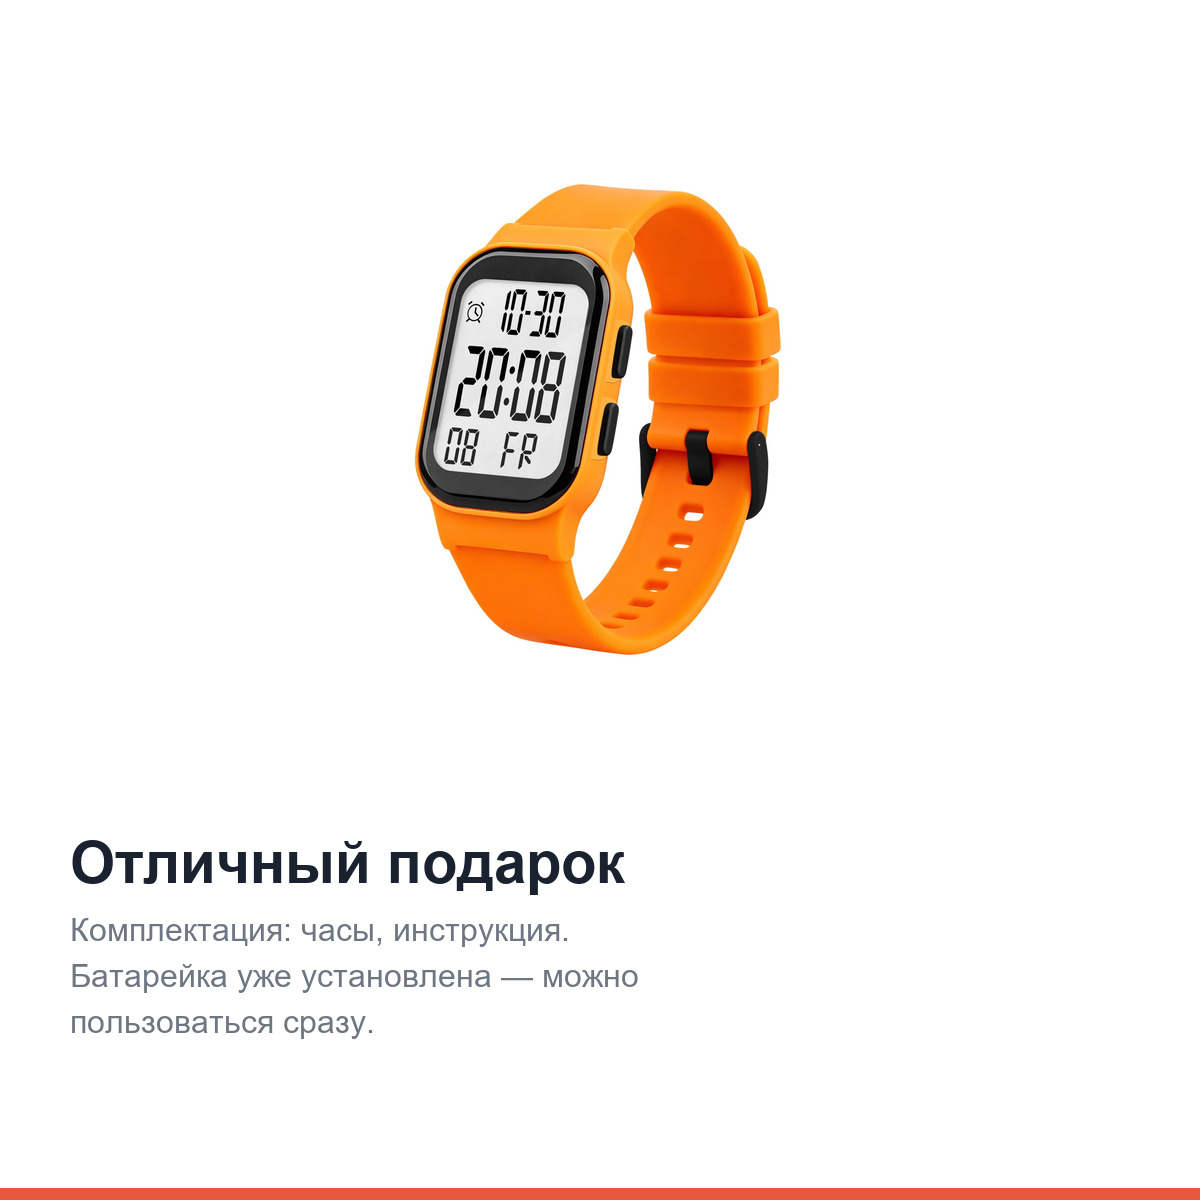 10:30
20:08
08 FR
Отличный подарок
Комплектация: часы, инструкция.
Батарейка уже установлена — можно
пользоваться сразу.